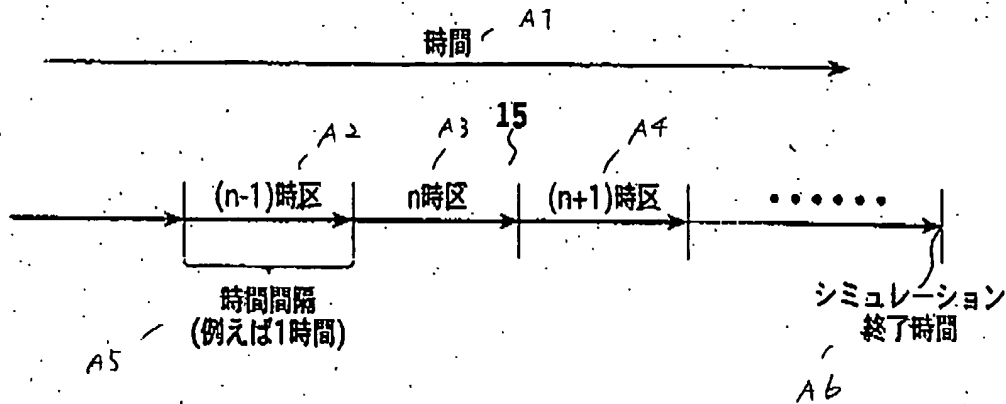 時間 A1
A2 A3 15 A4
(n-1)時区 n時区 (n+1)時区 ••••••
時間間隔
(例えば1時間)
A5
シミュレーション
終了時間
A6